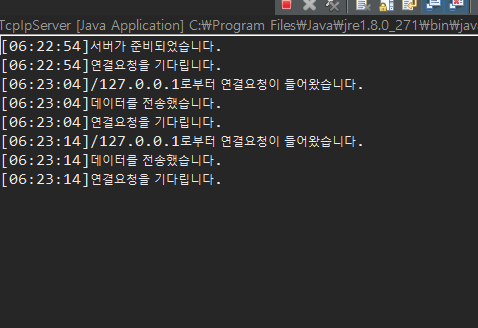 TcpIpServer [Java Application] C:₩Program Files₩Java₩jre1.8.0_271₩bin₩jav
[06:22:54]서버가 준비되었습니다.
[06:22:54]연결요청을 기다립니다.
[06:23:04]/127.0.0.1로부터 연결요청이 들어왔습니다.
[06:23:04]데이터를 전송했습니다.
[06:23:04]연결요청을 기다립니다.
[06:23:14]/127.0.0.1로부터 연결요청이 들어왔습니다.
[06:23:14]데이터를 전송했습니다.
[06:23:14]연결요청을 기다립니다.